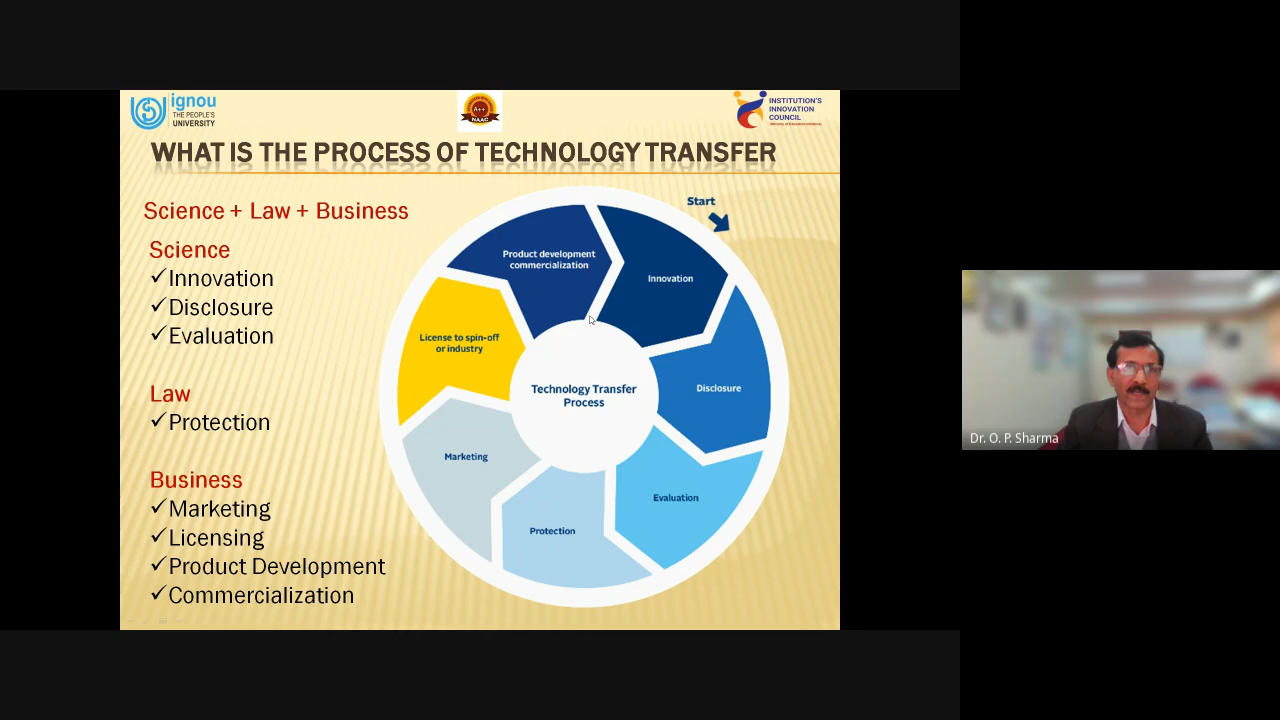 ignou
THE PEOPLE'S
UNIVERSITY
A++
NAAC
INSTITUTION'S
INNOVATION
COUNCIL
WHAT IS THE PROCESS OF TECHNOLOGY TRANSFER
Science + Law + Business
Science
✓Innovation
✓Disclosure
✓Evaluation
Law
✓Protection
Business
✓Marketing
✓Licensing
✓Product Development
✓Commercialization
Start
Innovation
Disclosure
Evaluation
Protection
Marketing
License to spin-off
or industry
Product development
commercialization
Technology Transfer
Process
Dr. O. P. Sharma